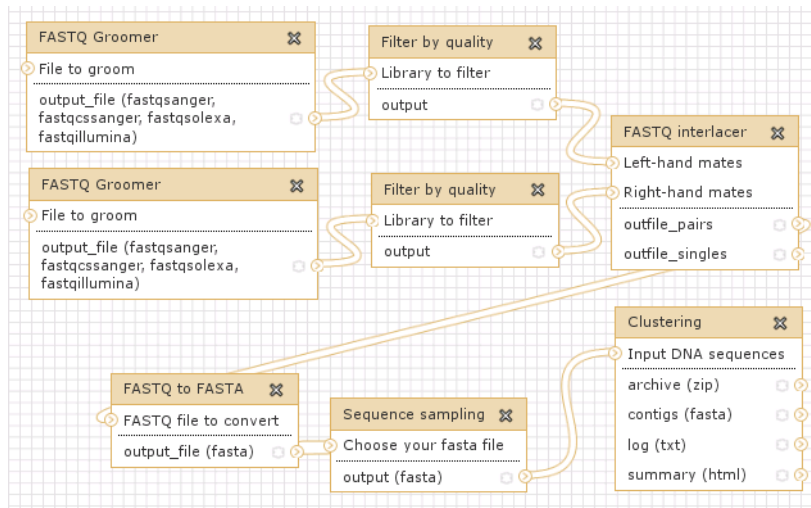 FASTQ Groomer
File to groom
output_file (fastqsanger,
fastqcssanger, fastqsolexa,
fastqillumina)
Filter by quality
Library to filter
output
FASTQ interlacer
Left-hand mates
Right-hand mates
outfile_pairs
outfile_singles
FASTQ Groomer
File to groom
output_file (fastqsanger,
fastqcssanger, fastqsolexa,
fastqillumina)
Filter by quality
Library to filter
output
FASTQ to FASTA
FASTQ file to convert
output_file (fasta)
Sequence sampling
Choose your fasta file
output (fasta)
Clustering
Input DNA sequences
archive (zip)
contigs (fasta)
log (txt)
summary (html)